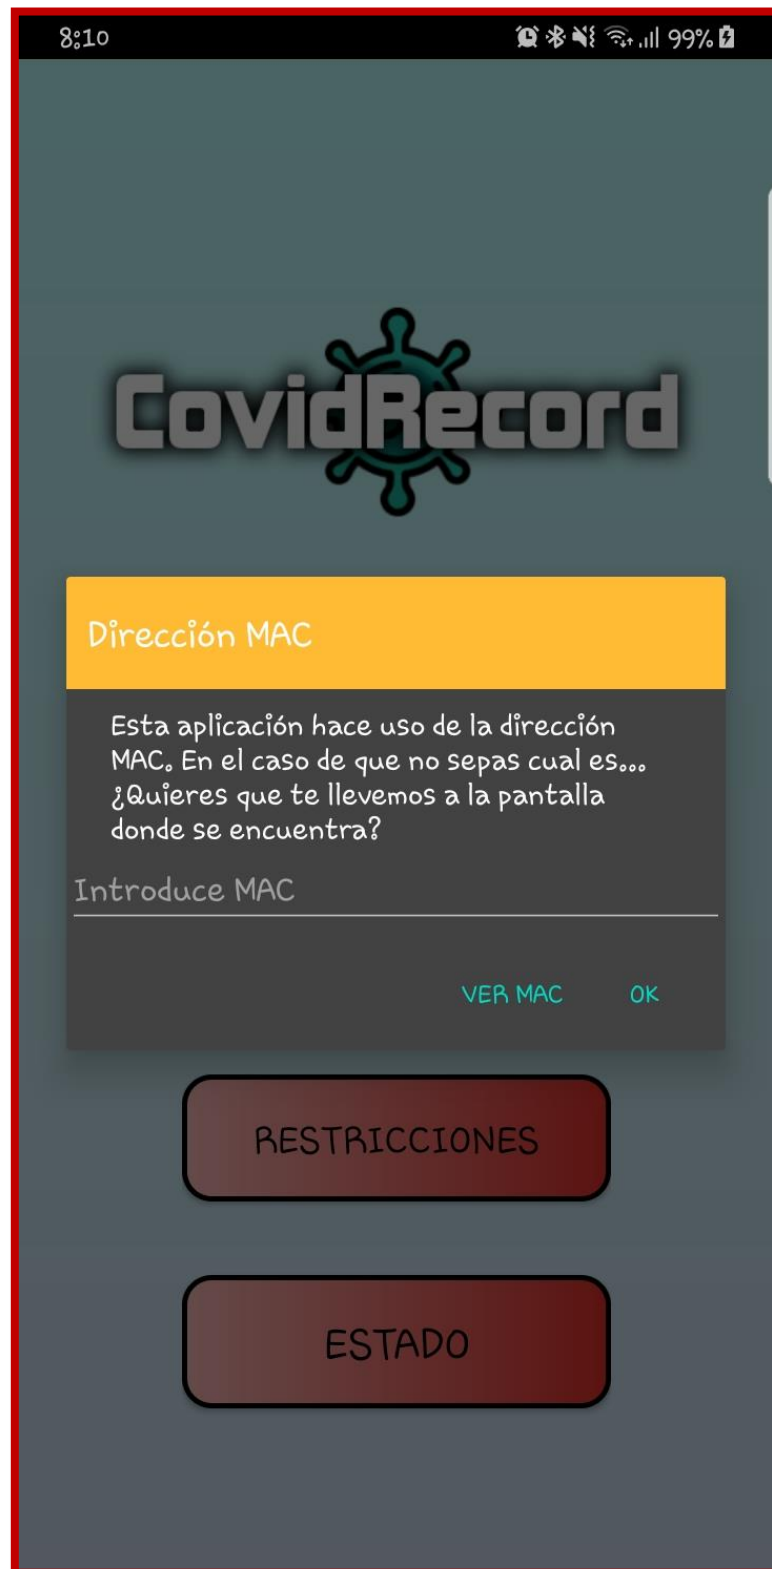 8:10
99%
CovidRecord
Dirección MAC
Esta aplicación hace uso de la dirección
MAC. En el caso de que no sepas cual es...
¿Quieres que te llevemos a la pantalla
donde se encuentra?
Introduce MAC
VER MAC OK
RESTRICCIONES
ESTADO